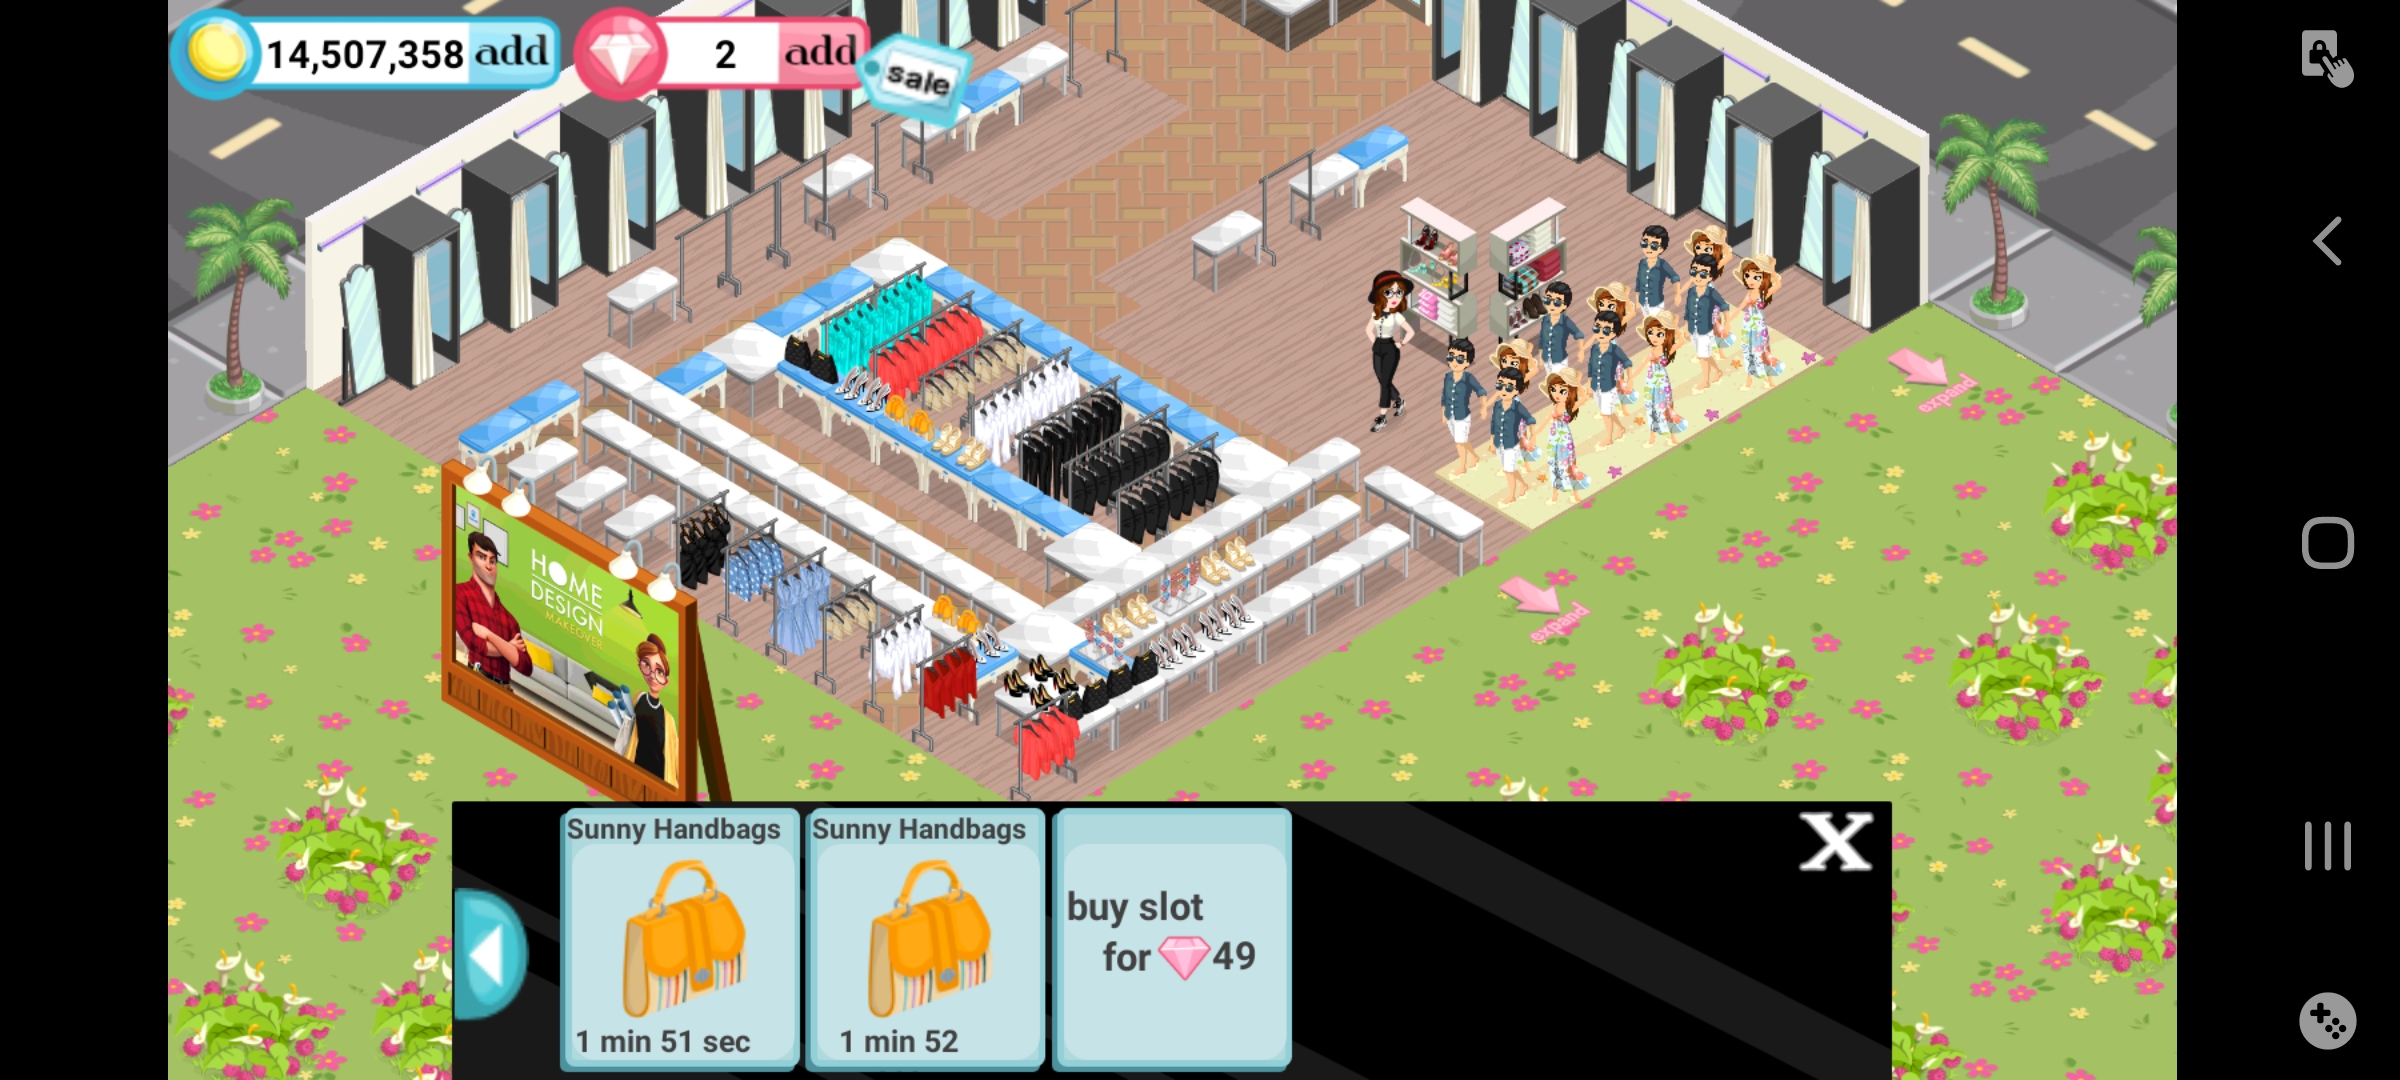 14,507,358 add
2 add
sale
expand
expand
HOME
DESIGN
MAKEOVER
Sunny Handbags
1 min 51 sec
Sunny Handbags
1 min 52
buy slot
for 49
X